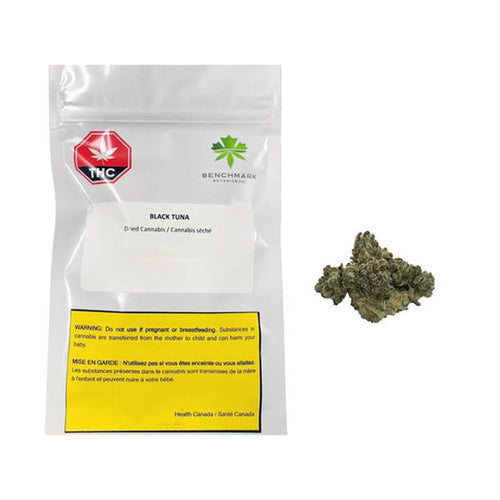 THC
BENCHMARK
BOTANICS INC.
BLACK TUNA
Dried Cannabis / Cannabis séché
WARNING: Do not use if pregnant or breastfeeding. Substances in
cannabis are transferred from the mother to child and can harm your
baby.
MISE EN GARDE : N'utilizez pas si vous êtes enceinte ou vous allaitez.
Les substances présentes dans le cannabis sont transmises de la mère
à l'enfant et peuvent nuire à votre bébé.
Health Canada / Santé Canada